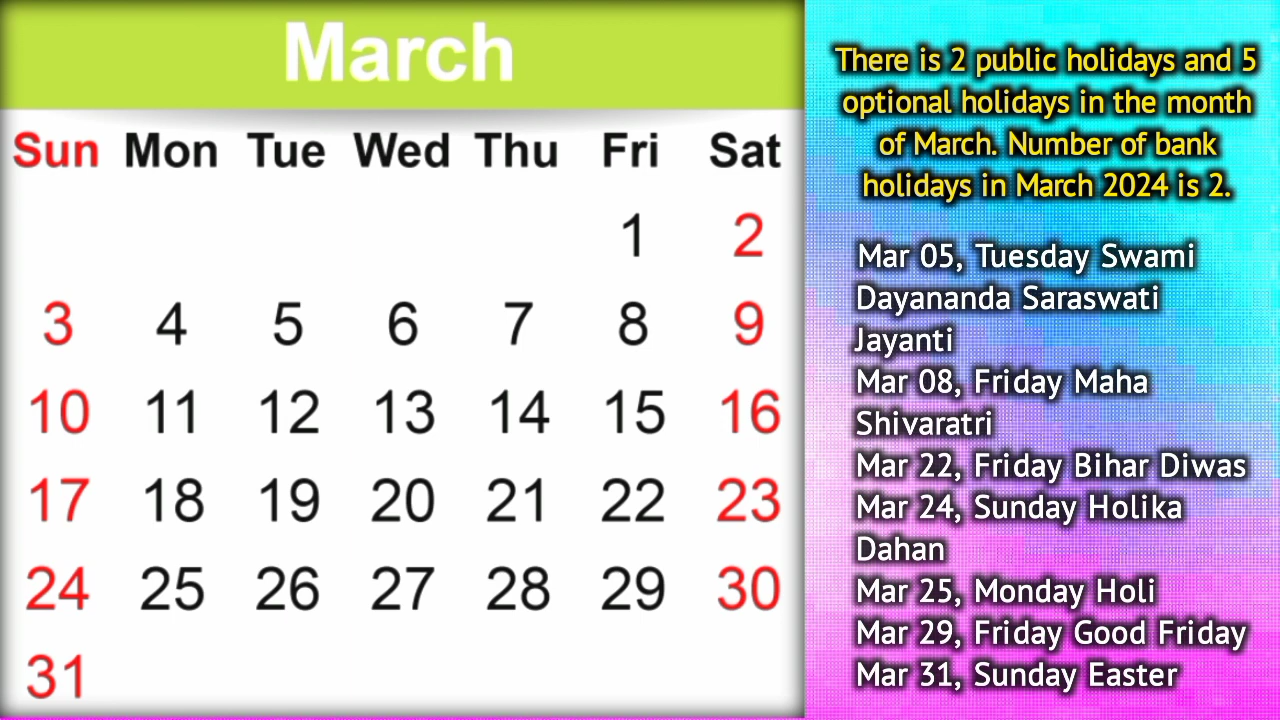 March
Sun Mon Tue Wed Thu Fri Sat
1 2
3 4 5 6 7 8 9
10 11 12 13 14 15 16
17 18 19 20 21 22 23
24 25 26 27 28 29 30
31
There is 2 public holidays and 5
optional holidays in the month
of March. Number of bank
holidays in March 2024 is 2.
Mar 05, Tuesday Swami
Dayananda Saraswati
Jayanti
Mar 08, Friday Maha
Shivaratri
Mar 22, Friday Bihar Diwas
Mar 24, Sunday Holika
Dahan
Mar 25, Monday Holi
Mar 29, Friday Good Friday
Mar 31, Sunday Easter